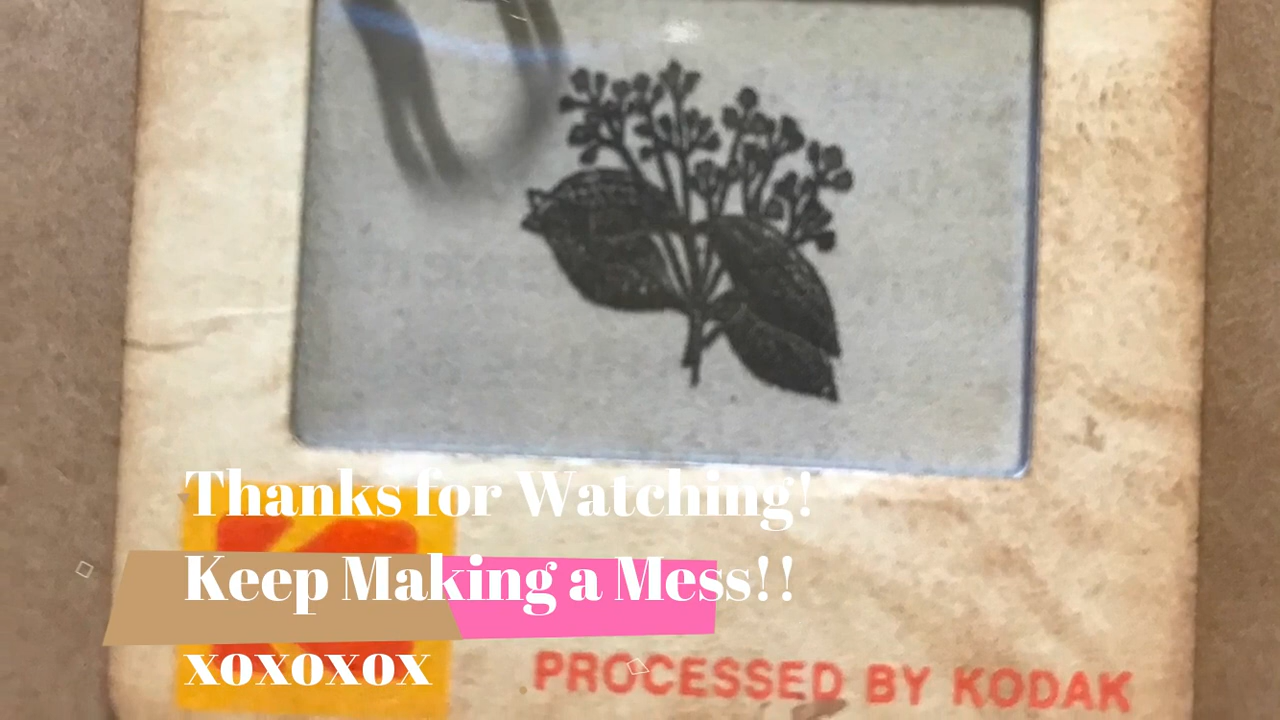 Thanks for Watching!
Keep Making a Mess!!
xoxoxox
PROCESSED BY KODAK